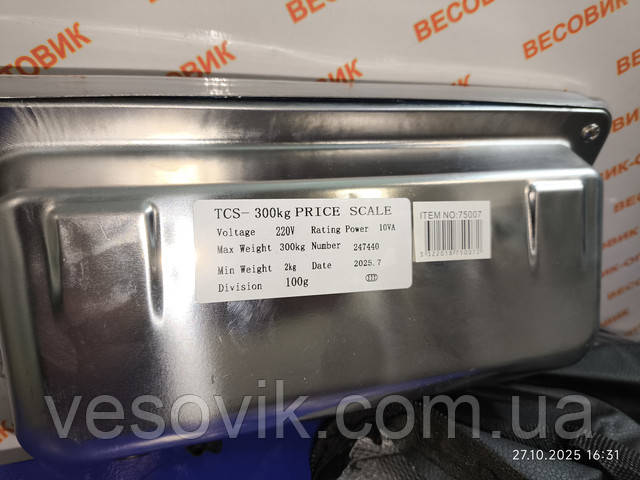 ВЕСОВИК
ВЕСОВИК
ВЕСОВИК
TCS- 300kg PRICE SCALE
Voltage 220V Rating Power 10VA
Max Weight 300kg Number 247440
Min Weight 2kg Date 2025.7
Division 100g
ITEM NO:75007
vesovik.com.ua
27.10.2025 16:31